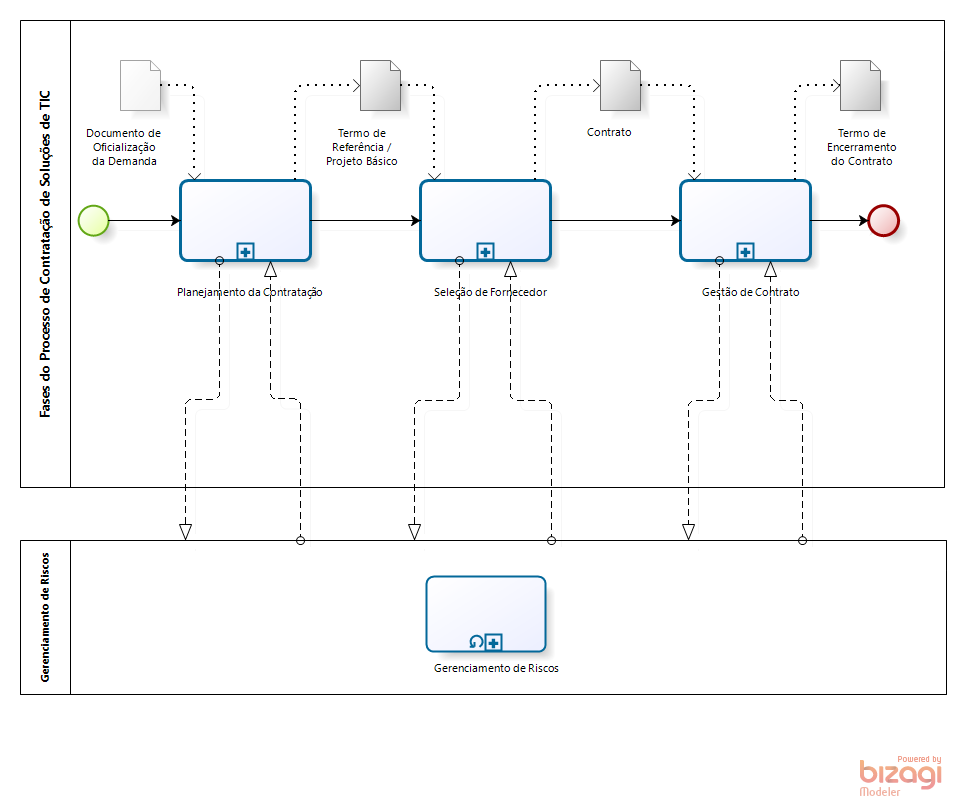 Fases do Processo de Contratação de Soluções de TIC
Documento de
Oficialização
da Demanda
Termo de
Referência /
Projeto Básico
Contrato
Termo de
Encerramento
do Contrato
Planejamento da Contratação
Seleção de Fornecedor
Gestão de Contrato
Gerenciamento de Riscos
Gerenciamento de Riscos
Powered by
bizagi
Modeler